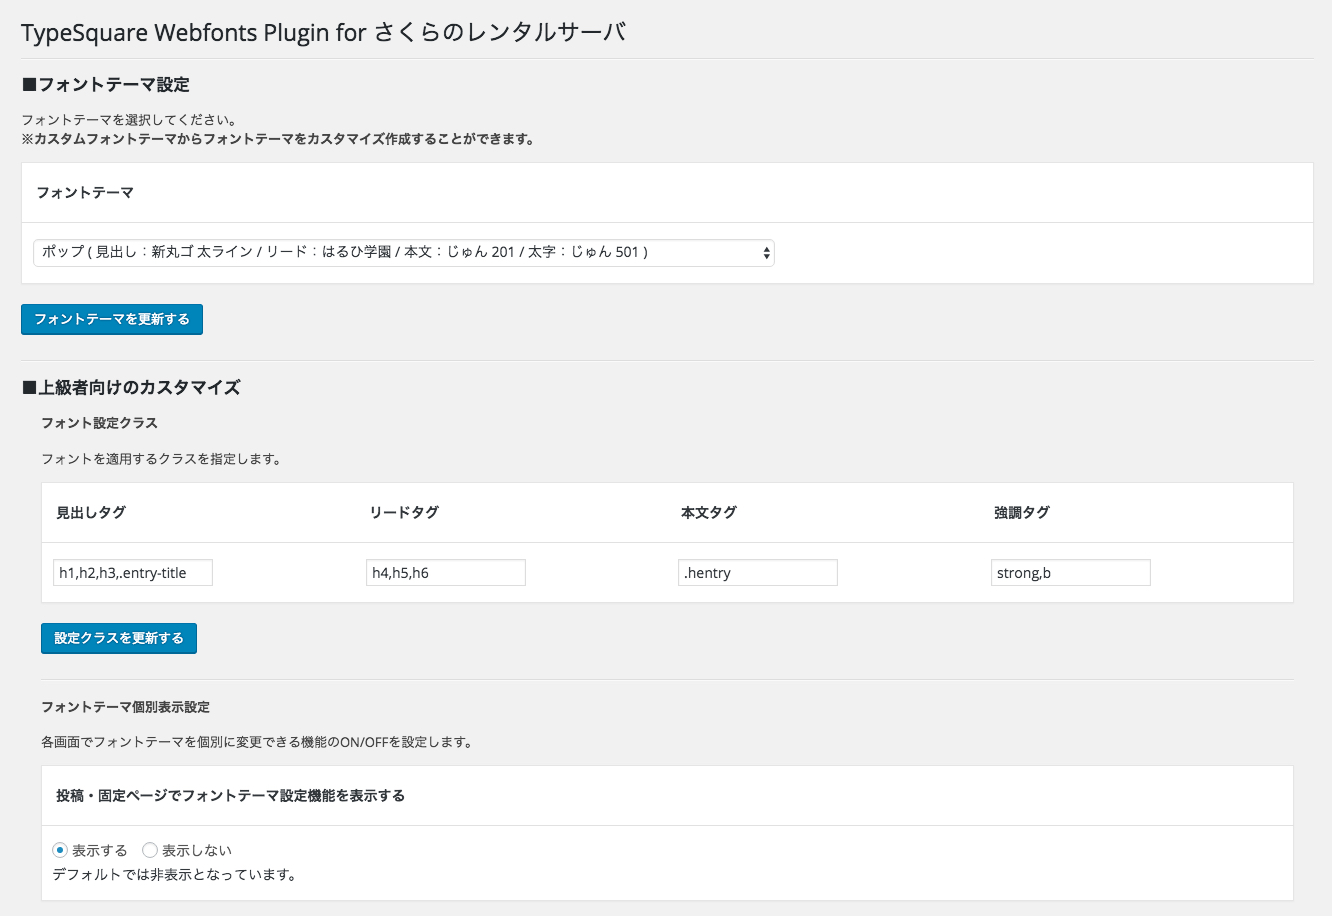 TypeSquare Webfonts Plugin for さくらのレンタルサーバ
■フォントテーマ設定
フォントテーマを選択してください。
※カスタムフォントテーマからフォントテーマをカスタマイズ作成することができます。
フォントテーマ
ポップ ( 見出し：新丸ゴ 太ライン / リード：はるひ学園 / 本文：じゅん 201 / 太字：じゅん 501 )
フォントテーマを更新する
■上級者向けのカスタマイズ
フォント設定クラス
フォントを適用するクラスを指定します。
見出しタグ リードタグ 本文タグ 強調タグ
h1,h2,h3,.entry-title h4,h5,h6 .hentry strong,b
設定クラスを更新する
フォントテーマ個別表示設定
各画面でフォントテーマを個別に変更できる機能のON/OFFを設定します。
投稿・固定ページでフォントテーマ設定機能を表示する
表示する 表示しない
デフォルトでは非表示となっています。